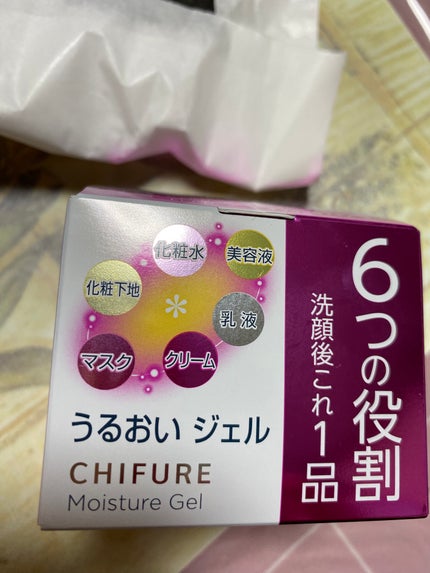 化粧水
美容液
化粧下地
乳液
マスク
クリーム
うるおい ジェル
CHIFURE
Moisture Gel
6つの役割
洗顔後これ1品